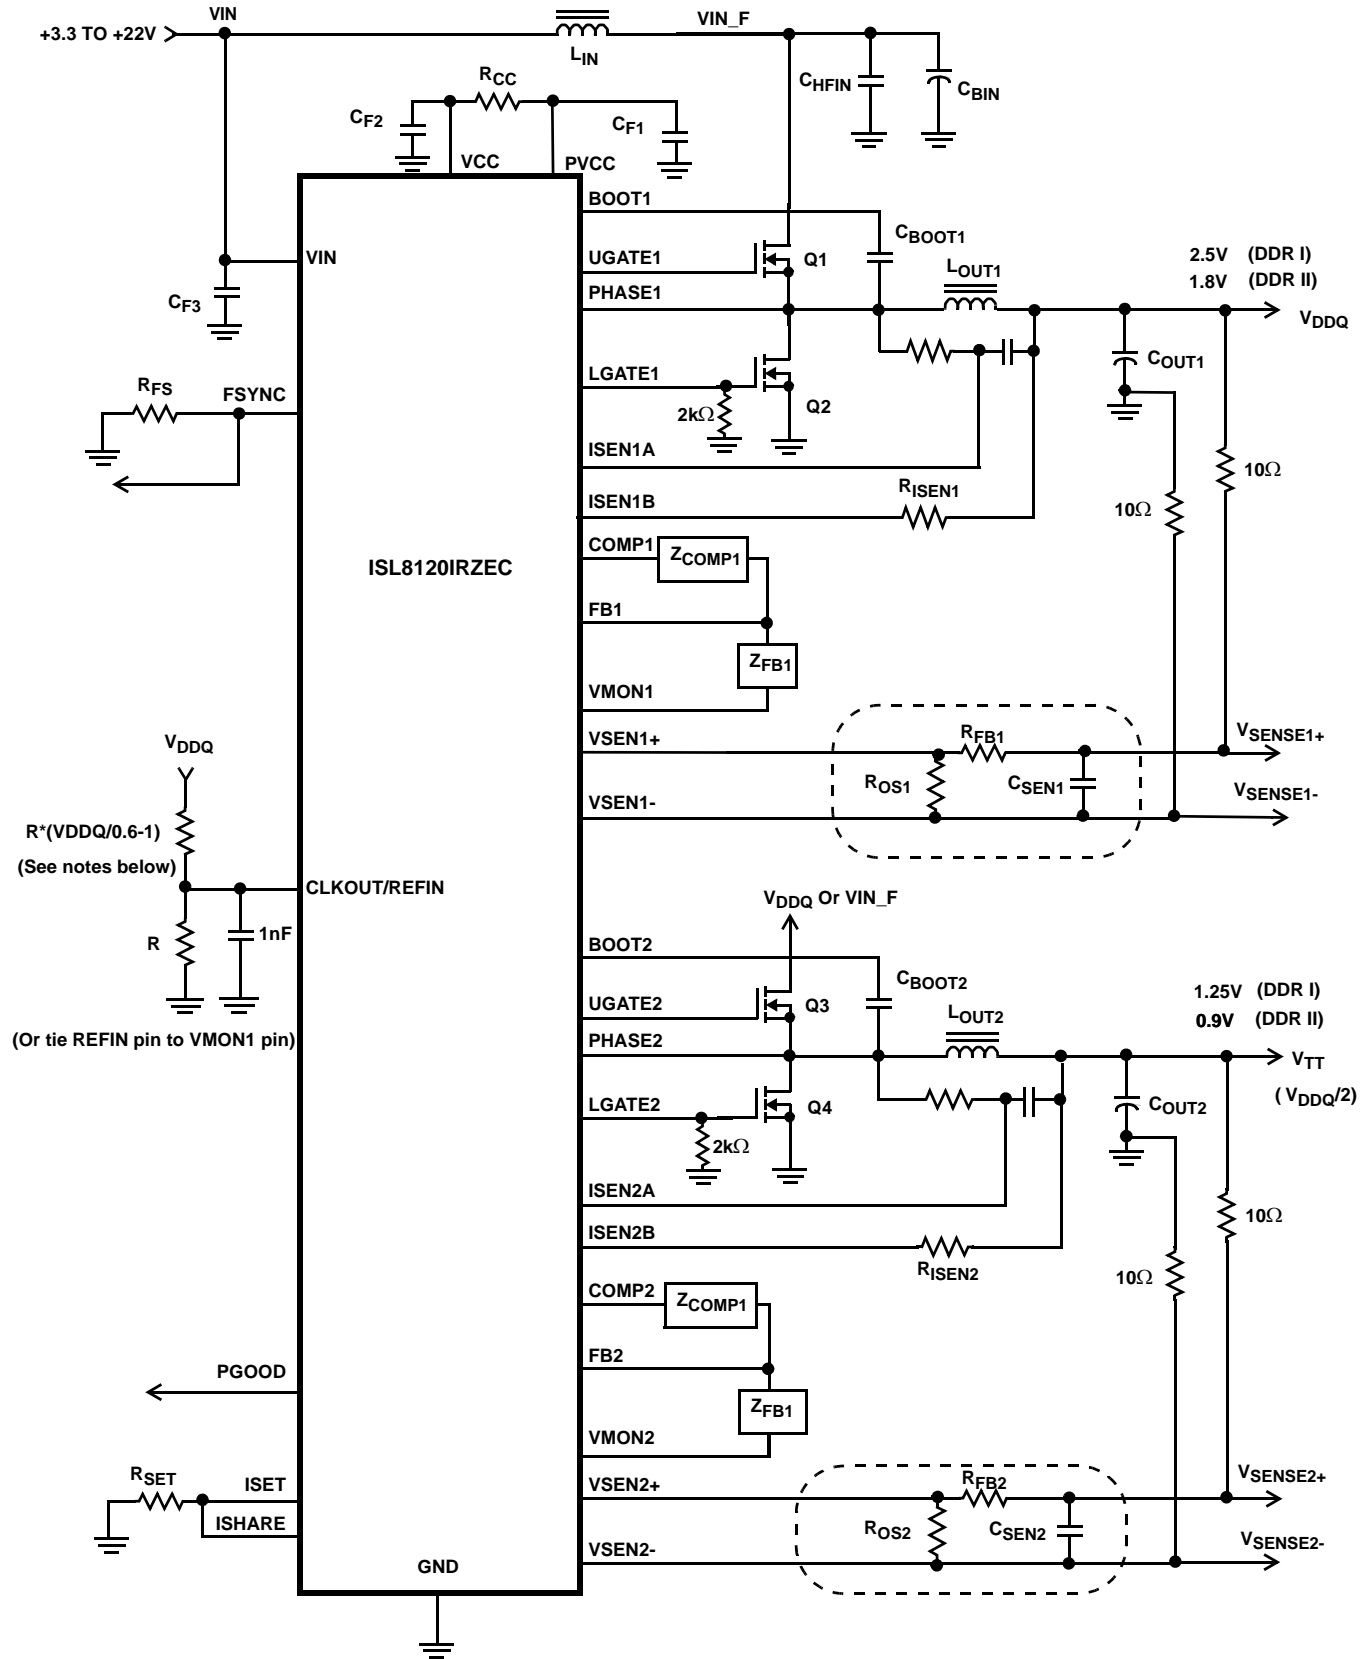 VIN
+3.3 TO +22V
LIN
VIN_F
CHFIN
CBIN
RCC
CF2
CF1
VCC
PVCC
BOOT1
VIN
CBOOT1
UGATE1
Q1
LOUT1
2.5V (DDR I)
1.8V (DDR II)
CF3
PHASE1
VDDQ
COUT1
RFS
FSYNC
LGATE1
Q2
2kΩ
ISEN1A
10Ω
RISEN1
ISEN1B
10Ω
COMP1
ZCOMP1
ISL8120IRZEC
FB1
ZFB1
VMON1
VDDQ
VSEN1+
RFB1
VSENSE1+
ROS1
CSEN1
VSEN1-
VSENSE1-
R*(VDDQ/0.6-1)
(See notes below)
CLKOUT/REFIN
VDDQ Or VIN_F
R
1nF
BOOT2
CBOOT2
1.25V (DDR I)
0.9V (DDR II)
UGATE2
Q3
LOUT2
(Or tie REFIN pin to VMON1 pin)
PHASE2
VTT
(VDDQ/2)
LGATE2
Q4
COUT2
2kΩ
ISEN2A
10Ω
ISEN2B
RISEN2
10Ω
COMP2
ZCOMP1
FB2
PGOOD
ZFB1
VMON2
RSET
ISET
VSEN2+
RFB2
VSENSE2+
ISHARE
ROS2
CSEN2
VSEN2-
VSENSE2-
GND